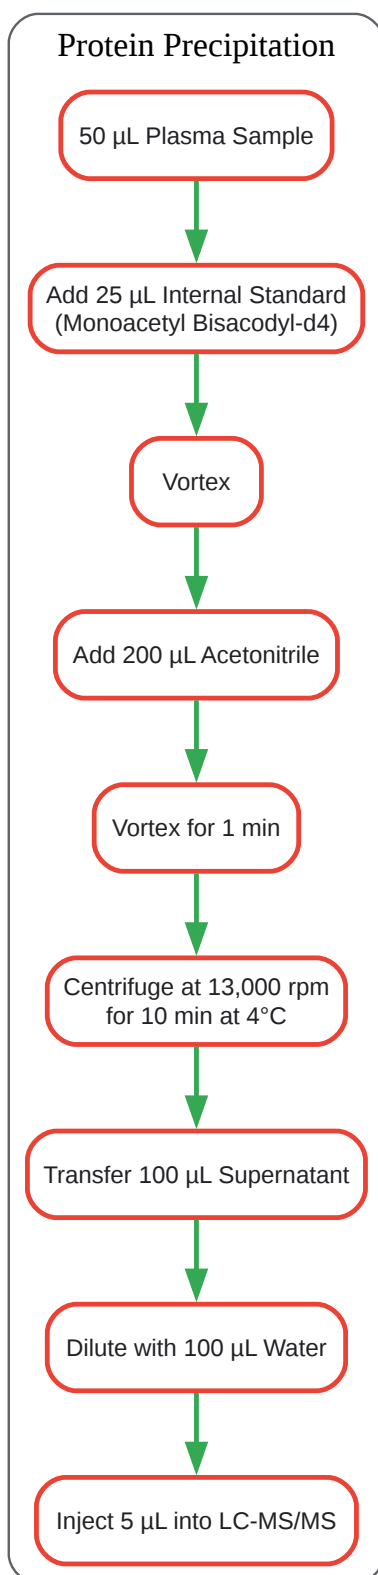 Protein Precipitation
50 µL Plasma Sample
Add 25 µL Internal Standard
(Monoacetyl Bisacodyl-d4)
Vortex
Add 200 µL Acetonitrile
Vortex for 1 min
Centrifuge at 13,000 rpm
for 10 min at 4°C
Transfer 100 µL Supernatant
Dilute with 100 µL Water
Inject 5 µL into LC-MS/MS